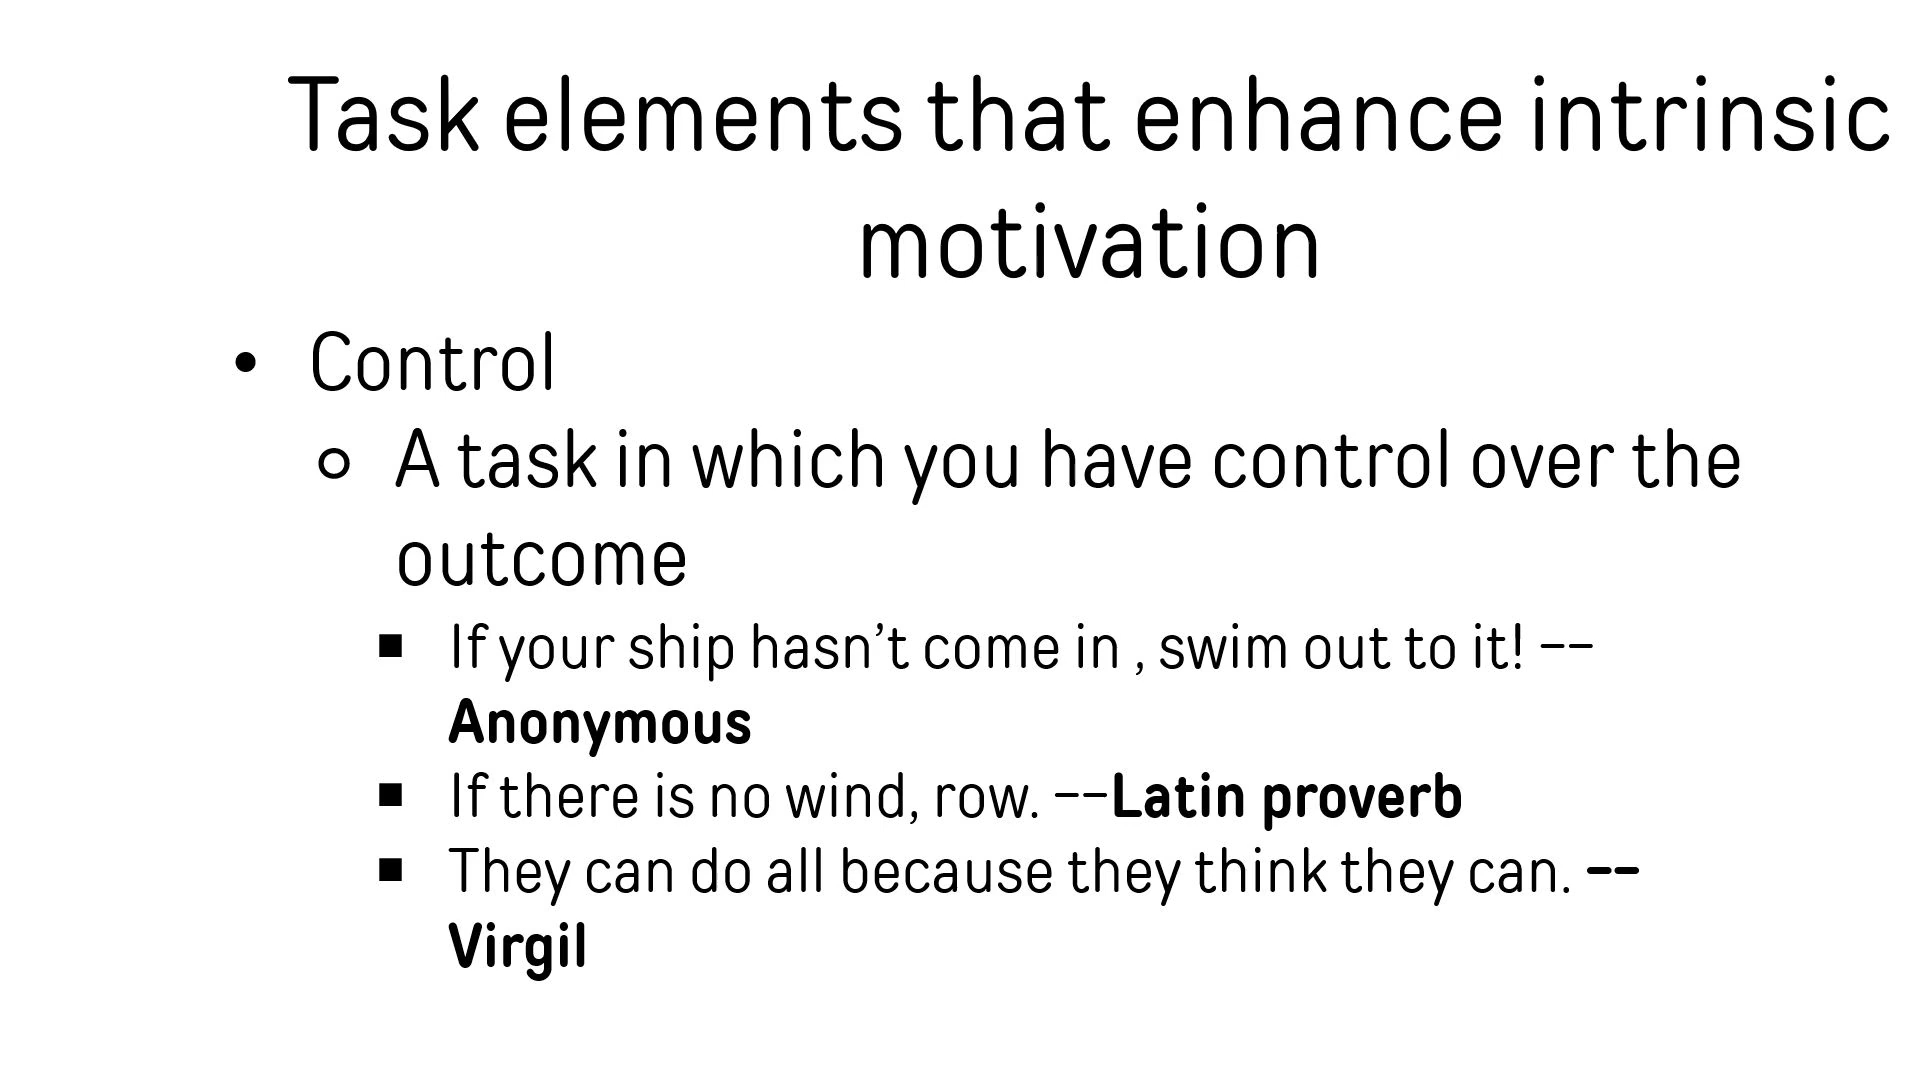 Task elements that enhance intrinsic
motivation
• Control
○ A task in which you have control over the
outcome
■ If your ship hasn’t come in , swim out to it! --
Anonymous
■ If there is no wind, row. --Latin proverb
■ They can do all because they think they can. --
Virgil